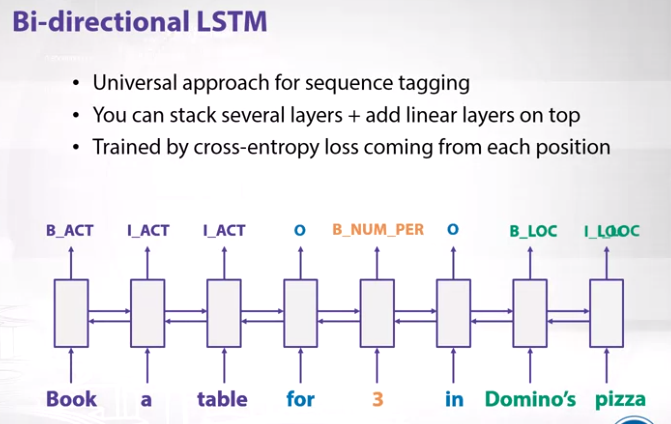 Bi-directional LSTM
• Universal approach for sequence tagging
• You can stack several layers + add linear layers on top
• Trained by cross-entropy loss coming from each position
B_ACT I_ACT I_ACT O B_NUM_PER O B_LOC
Book a table for 3 in Domino's pizza